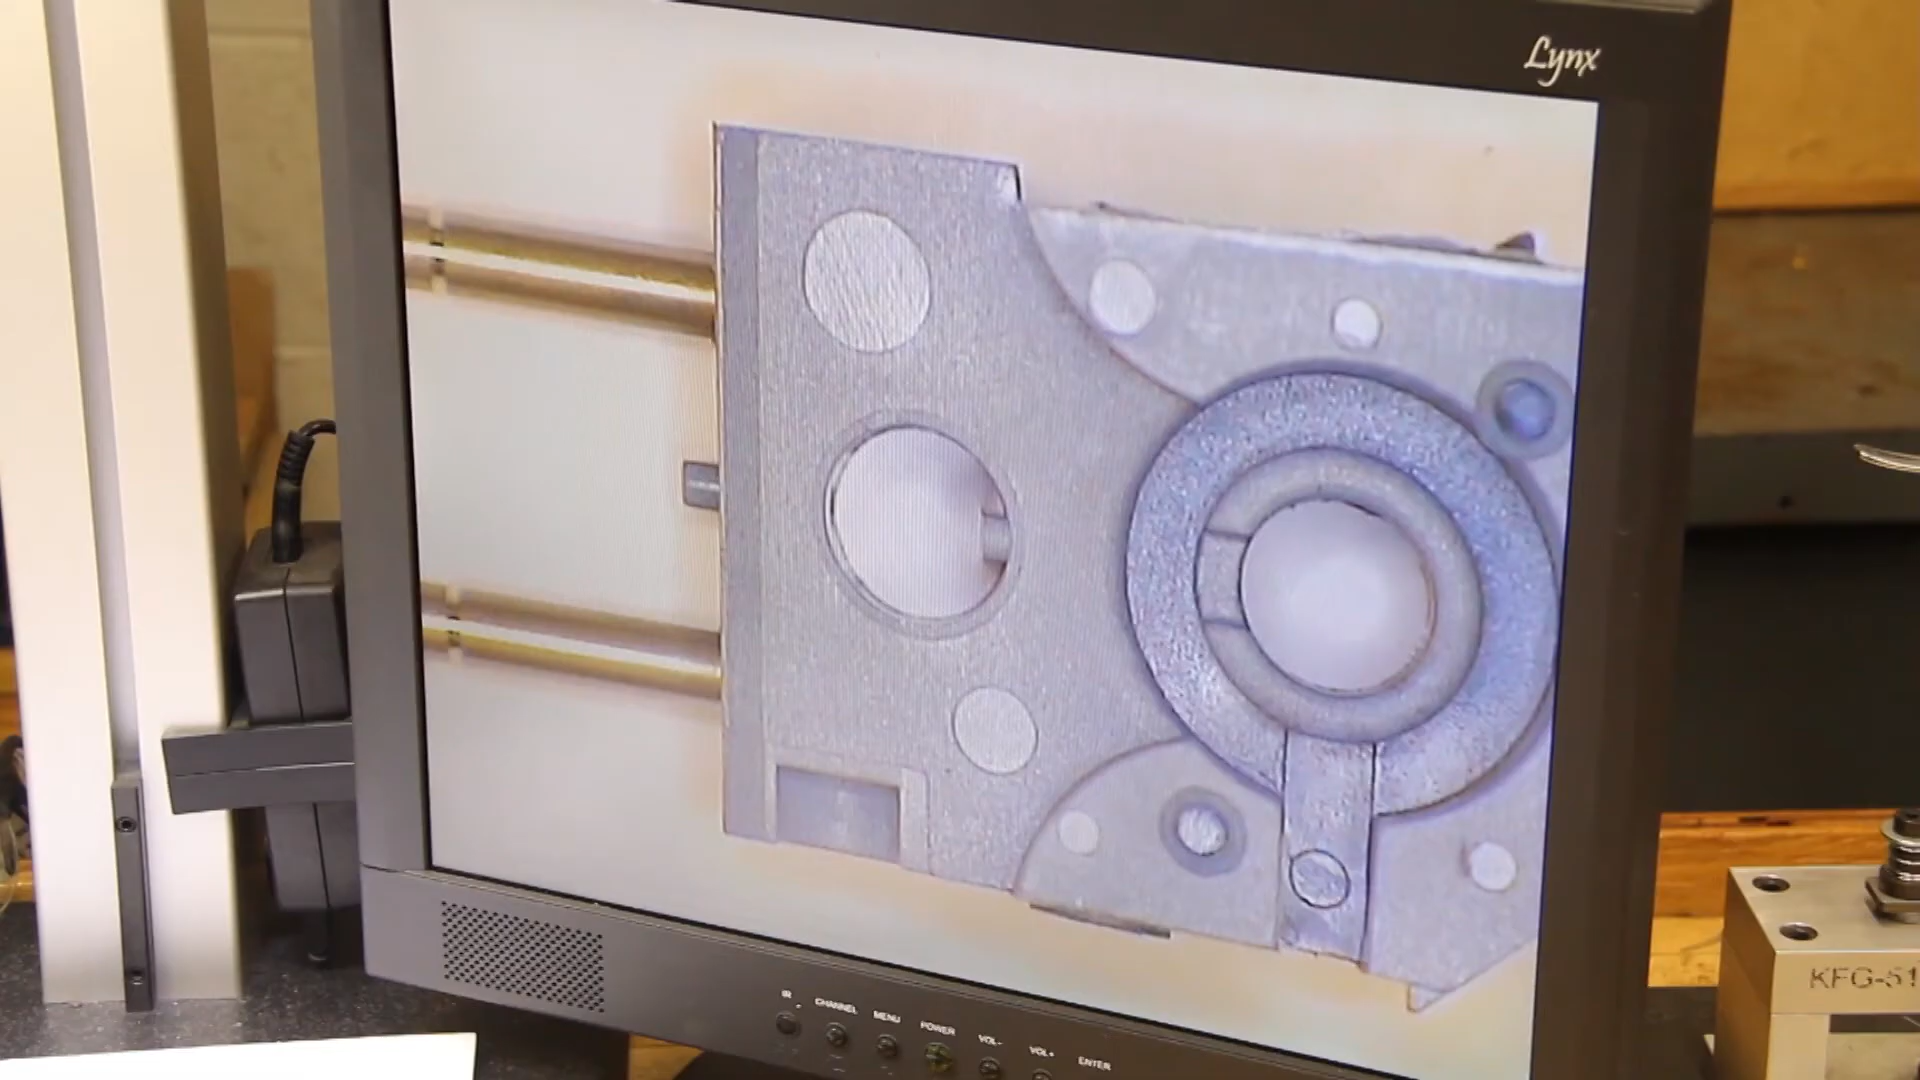 Lynx
IR
CHANNEL
MENU
POWER
VOL-
VOL+
ENTER
KFG-51